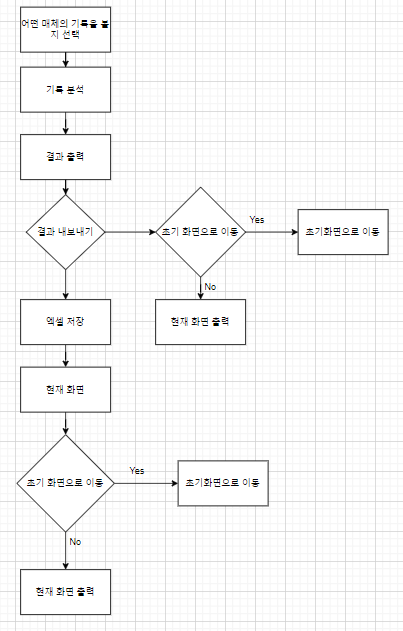 어떤 매체의 기록을 볼
지 선택
기록 분석
결과 출력
결과 내보내기
초기 화면으로 이동
Yes
초기화면으로 이동
No
현재 화면 출력
엑셀 저장
현재 화면
초기 화면으로 이동
Yes
초기화면으로 이동
No
현재 화면 출력